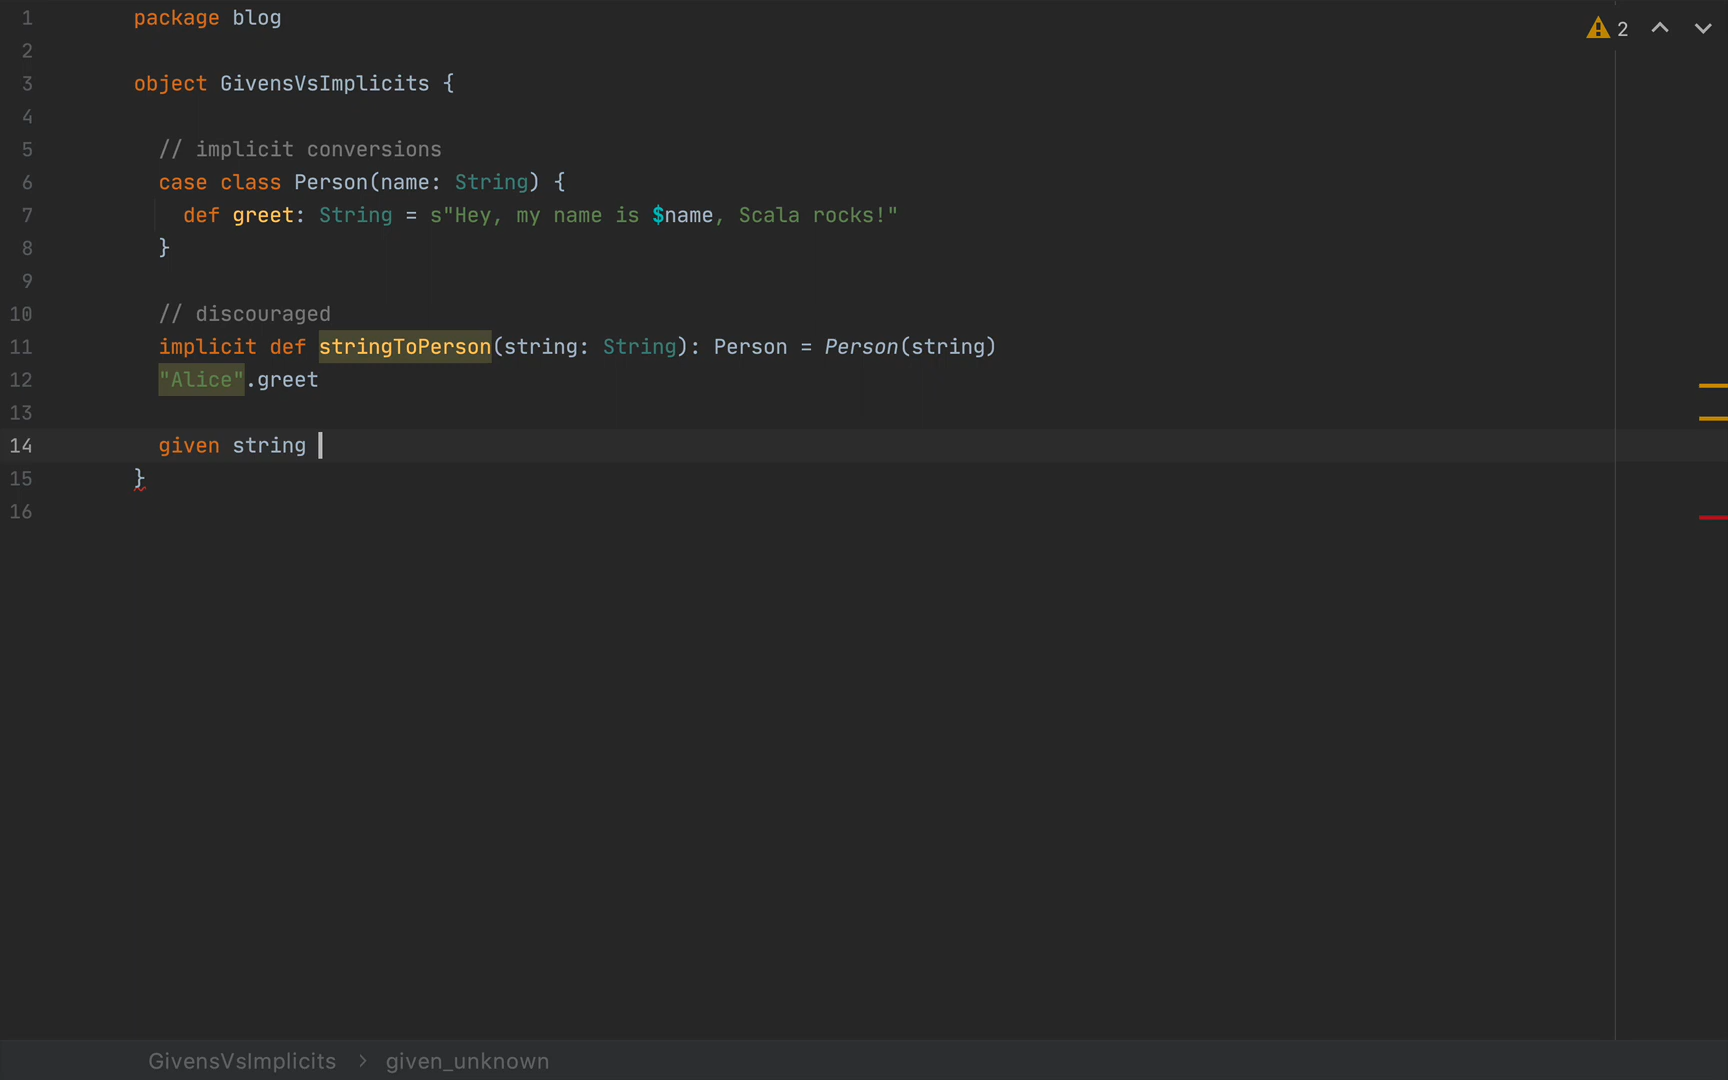 1 package blog
2
3 object GivensVsImplicits {
4
5 // implicit conversions
6 case class Person(name: String) {
7 def greet: String = s"Hey, my name is $name, Scala rocks!"
8 }
9
10 // discouraged
11 implicit def stringToPerson(string: String): Person = Person(string)
12 "Alice".greet
13
14 given string
15 }
16
2
GivensVsImplicits > given_unknown